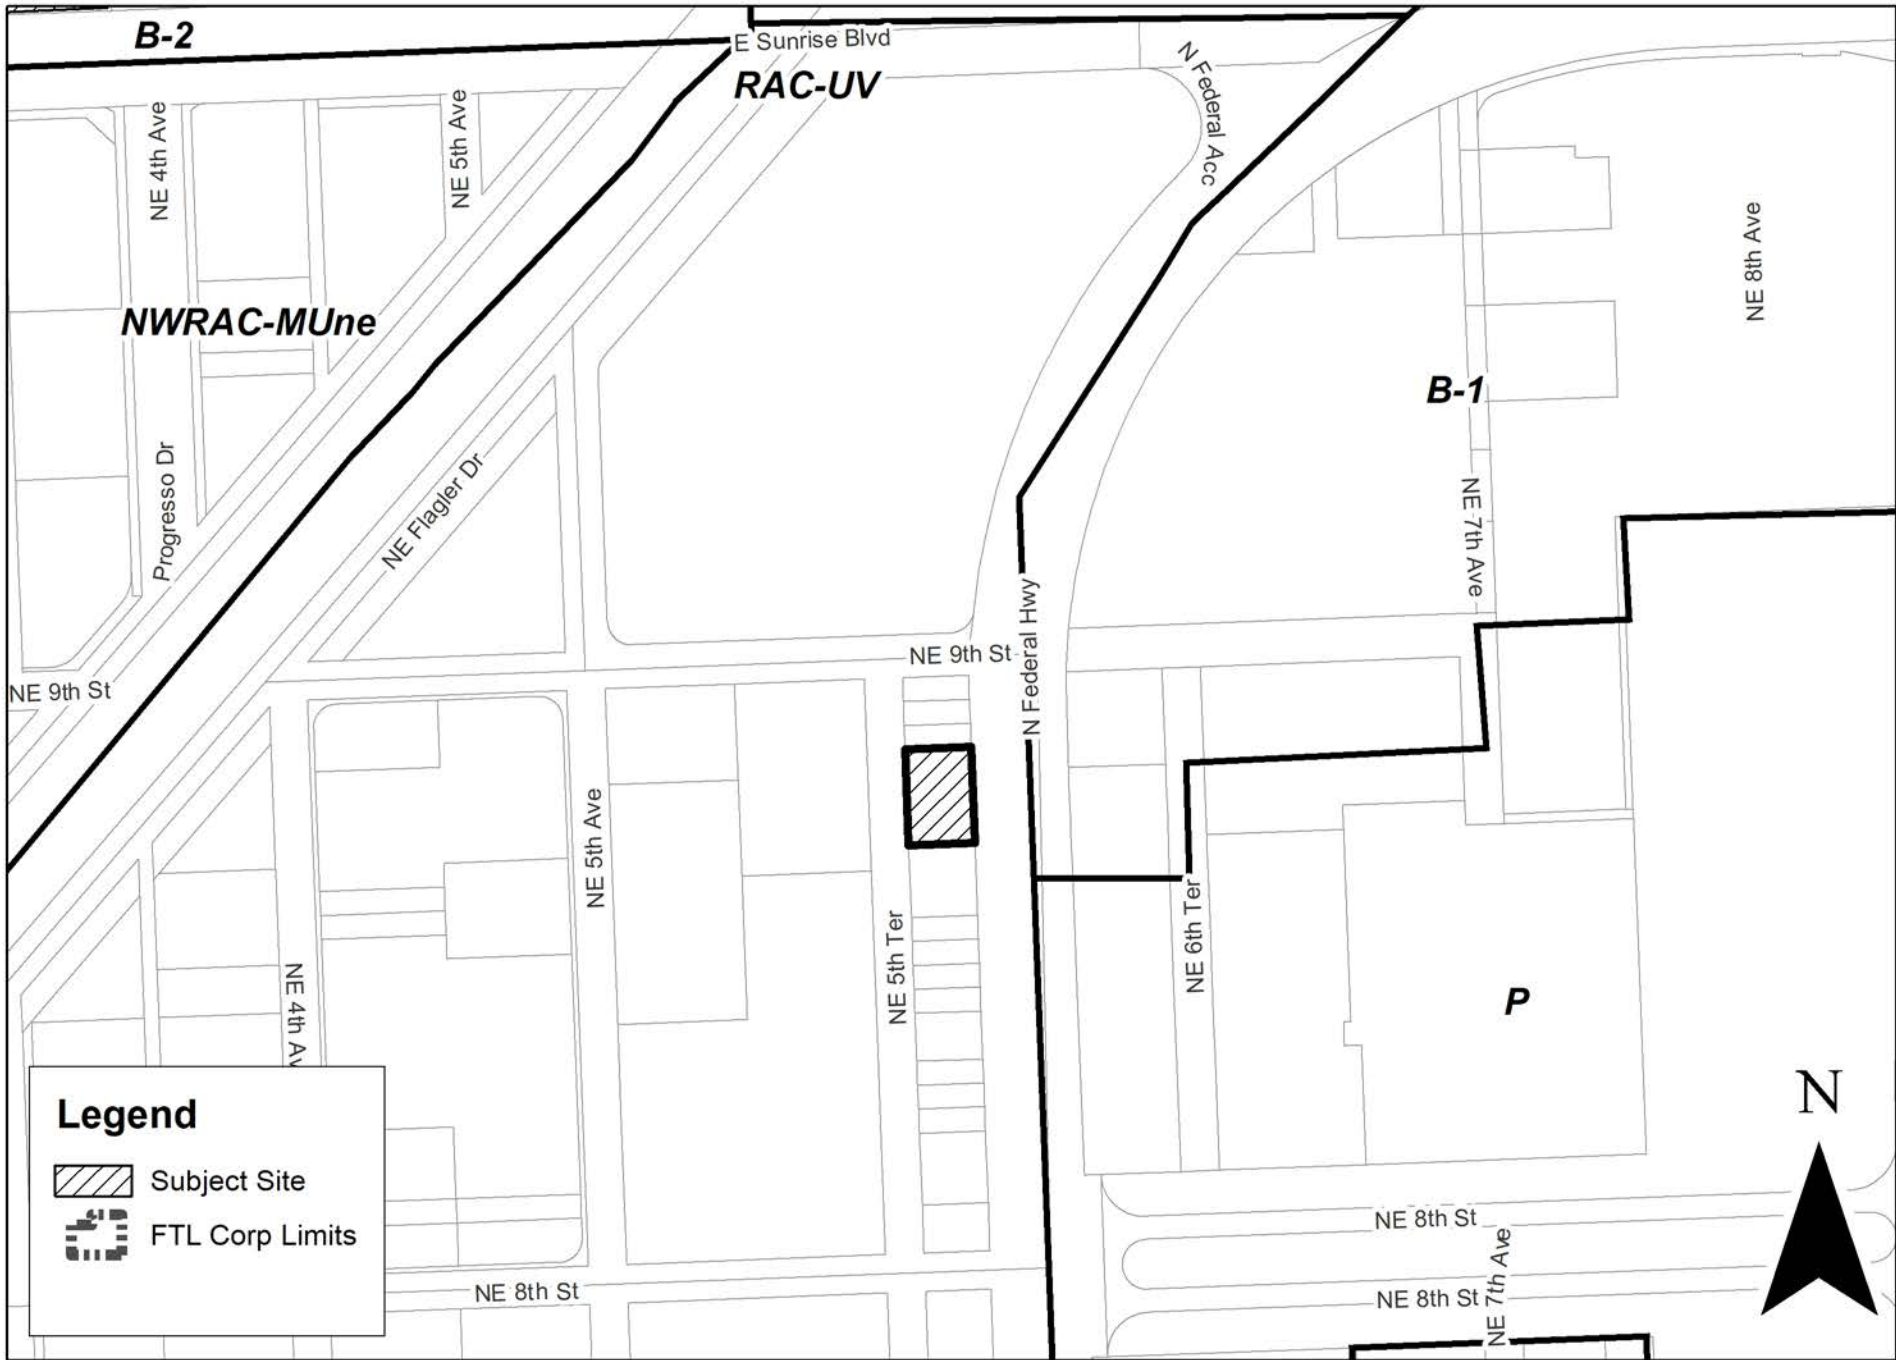 B-2
E Sunrise Blvd
RAC-UV
N Federal Acc
NE 4th Ave
NE 5th Ave
NE 8th Ave
NWRAC-MUne
B-1
Progresso Dr
NE Flagler Dr
NE 7th Ave
N Federal Hwy
NE 9th St
NE 9th St
NE 5th Ave
NE 5th Ter
NE 6th Ter
NE 4th Av
P
N
Legend
Subject Site
FTL Corp Limits
NE 8th St
NE 8th St
NE 8th St
NE 7th Ave